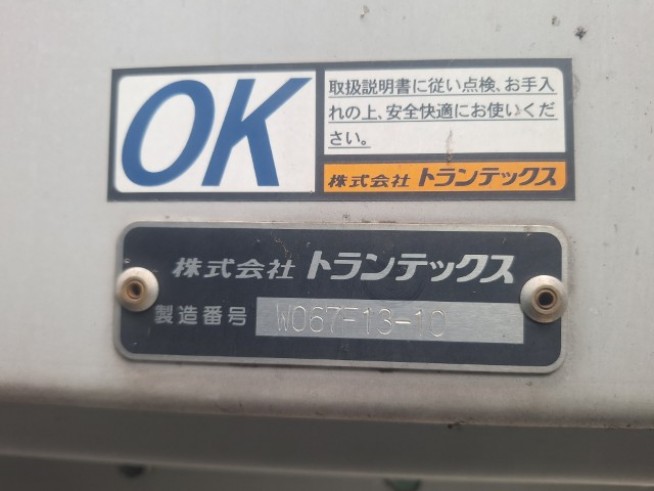 OK
取扱説明書に従い点検、お手入
れの上、安全快適にお使いくだ
さい。
株式会社 トランテックス
株式会社 トランテックス
製造番号 W067-13-10